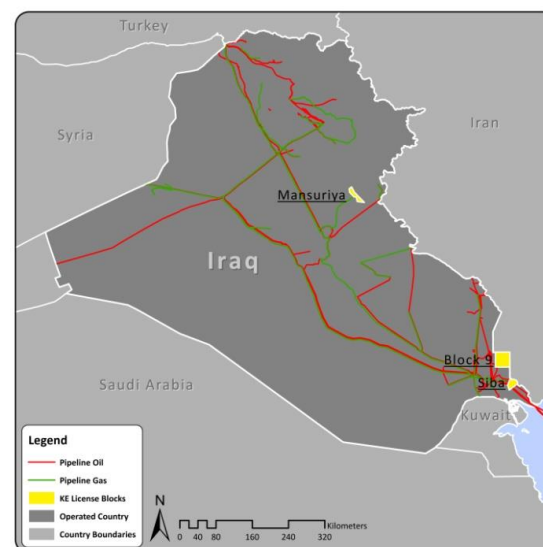 Turkey
Syria
Iran
Mansuriya
Iraq
Block 9
Siba
Saudi Arabia
Kuwait
Legend
Pipeline Oil
Pipeline Gas
KE License Blocks
Operated Country
Country Boundaries
N
Kilometers
0 40 80 160 240 320